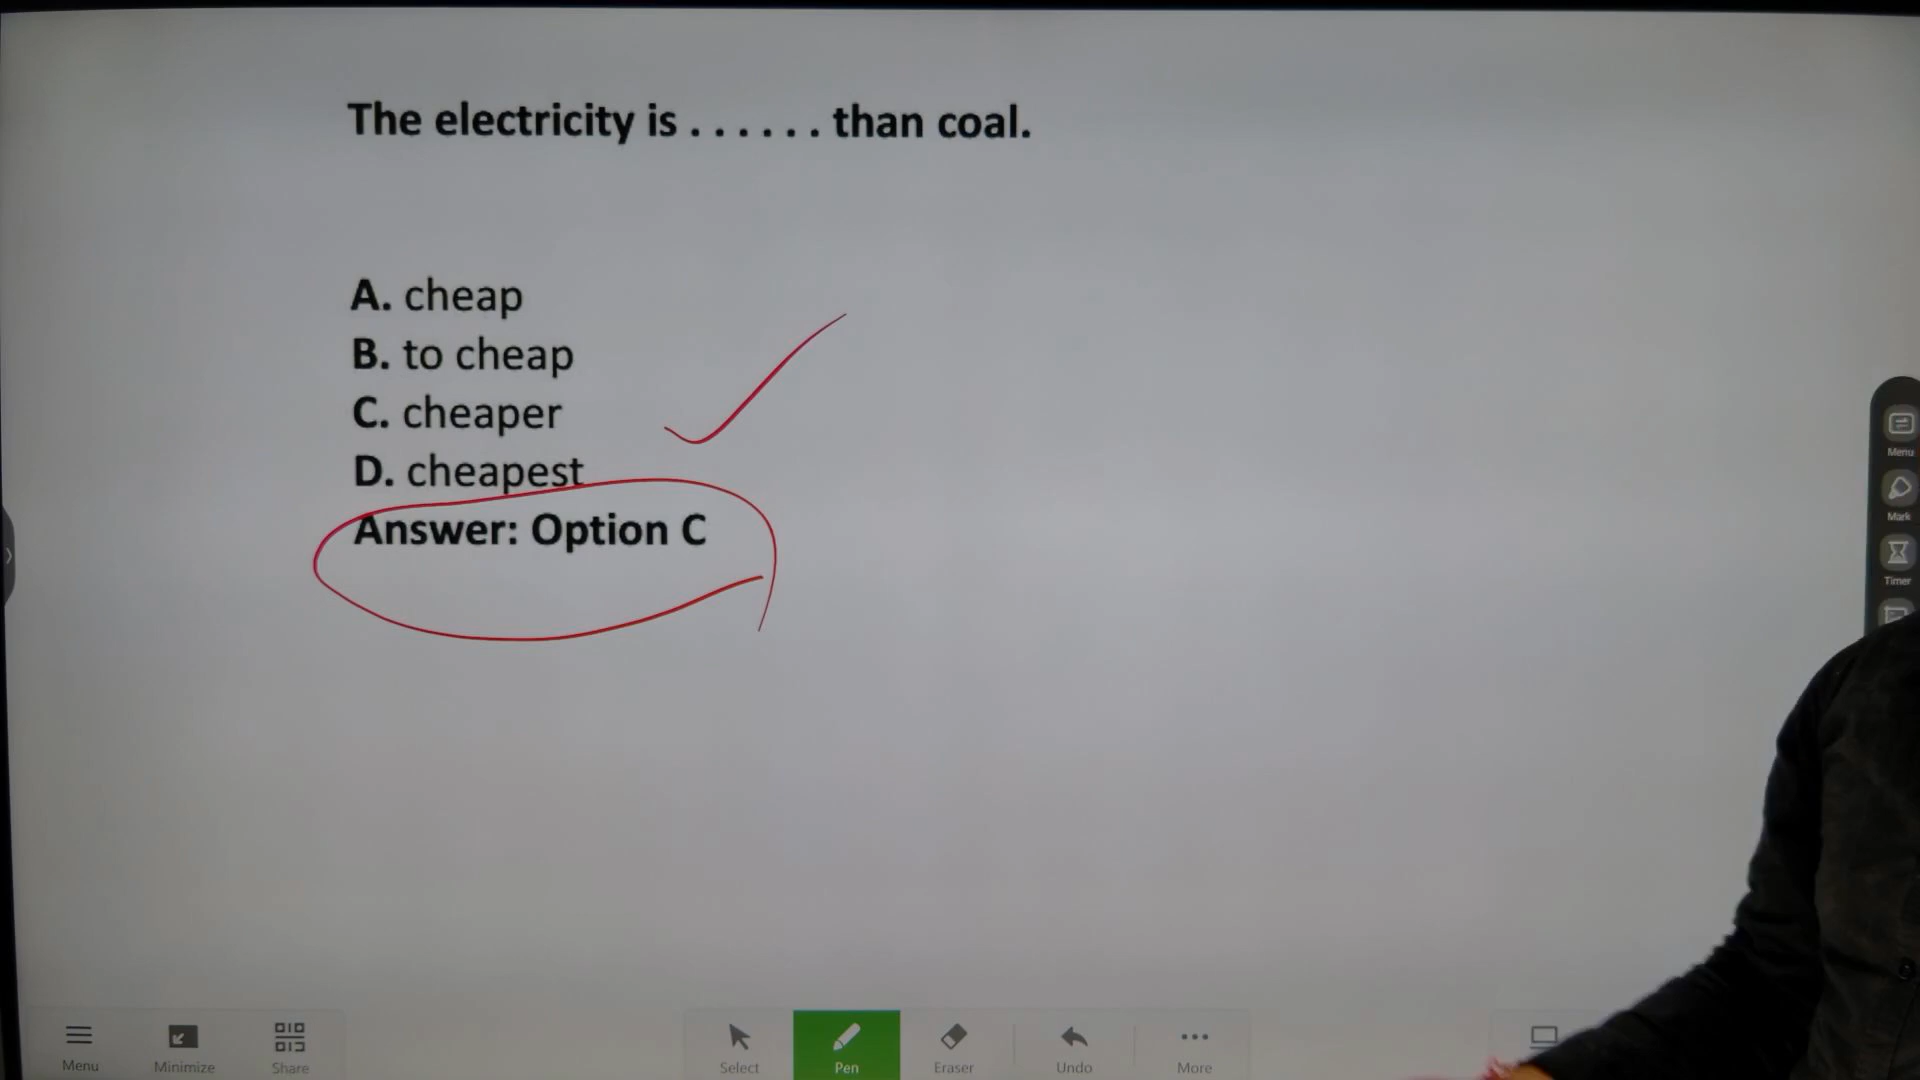 The electricity is . . . . . . than coal.
A. cheap
B. to cheap
C. cheaper
D. cheapest
Answer: Option C
Menu
Mark
Timer
Menu
Minimize
Share
Select
Pen
Eraser
Undo
More